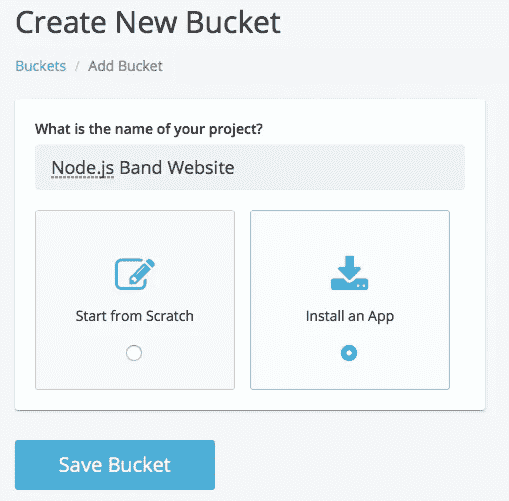 Create New Bucket
Buckets / Add Bucket
What is the name of your project?
Node.js Band Website
Start from Scratch
Install an App
Save Bucket